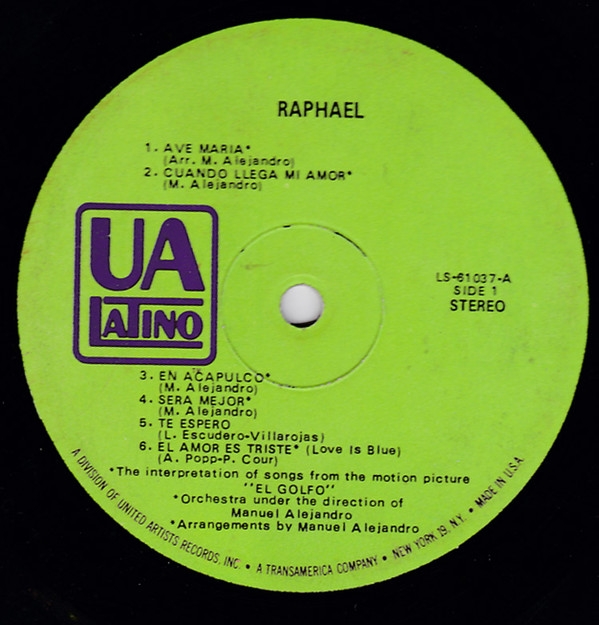 RAPHAEL
1. AVE MARIA*
(Arr. M. Alejandro)
2. CUANDO LLEGA MI AMOR*
(M. Alejandro)
UA
LATINO
LS-61037-A
SIDE 1
STEREO
3. EN ACAPULCO*
(M. Alejandro)
4. SERA MEJOR*
(M. Alejandro)
5. TE ESPERO
(L. Escudero-Villarojas)
6. EL AMOR ES TRISTE* (Love Is Blue)
(A. Popp-P. Cour)
*The interpretation of songs from the motion picture
"EL GOLFO"
*Orchestra under the direction of
Manuel Alejandro
*Arrangements by Manuel Alejandro
A DIVISION OF UNITED ARTISTS RECORDS, INC. • A TRANSAMERICA COMPANY • NEW YORK 19, N.Y. • MADE IN U.S.A.